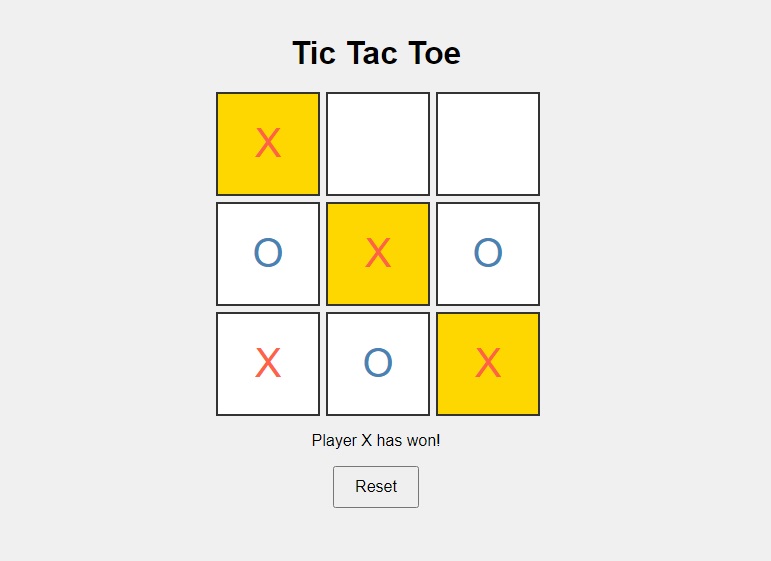 Tic Tac Toe
X
O X O
X O X
Player X has won!
Reset